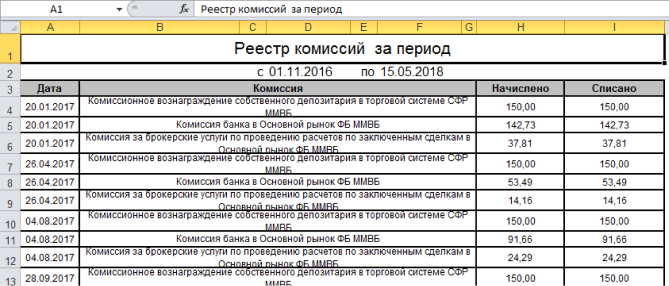 A1 fx Реестр комиссий за период
A B C D E F G H I
1 Реестр комиссий за период
2 с 01.11.2016 по 15.05.2018
3 Дата Комиссия Начислено Списано
4 20.01.2017 Комиссионное вознаграждение собственного депозитария в торговой системе СФР ММВБ 150,00 150,00
5 20.01.2017 Комиссия банка в Основной рынок ФБ ММВБ 142,73 142,73
6 20.01.2017 Комиссия за брокерские услуги по проведению расчетов по заключенным сделкам в Основной рынок ФБ ММВБ 37,81 37,81
7 26.04.2017 Комиссионное вознаграждение собственного депозитария в торговой системе СФР ММВБ 150,00 150,00
8 26.04.2017 Комиссия банка в Основной рынок ФБ ММВБ 53,49 53,49
9 26.04.2017 Комиссия за брокерские услуги по проведению расчетов по заключенным сделкам в Основной рынок ФБ ММВБ 14,16 14,16
10 04.08.2017 Комиссионное вознаграждение собственного депозитария в торговой системе СФР ММВБ 150,00 150,00
11 04.08.2017 Комиссия банка в Основной рынок ФБ ММВБ 91,66 91,66
12 04.08.2017 Комиссия за брокерские услуги по проведению расчетов по заключенным сделкам в Основной рынок ФБ ММВБ 24,29 24,29
13 28.09.2017 Комиссионное вознаграждение собственного депозитария в торговой системе СФР ММВБ 150,00 150,00